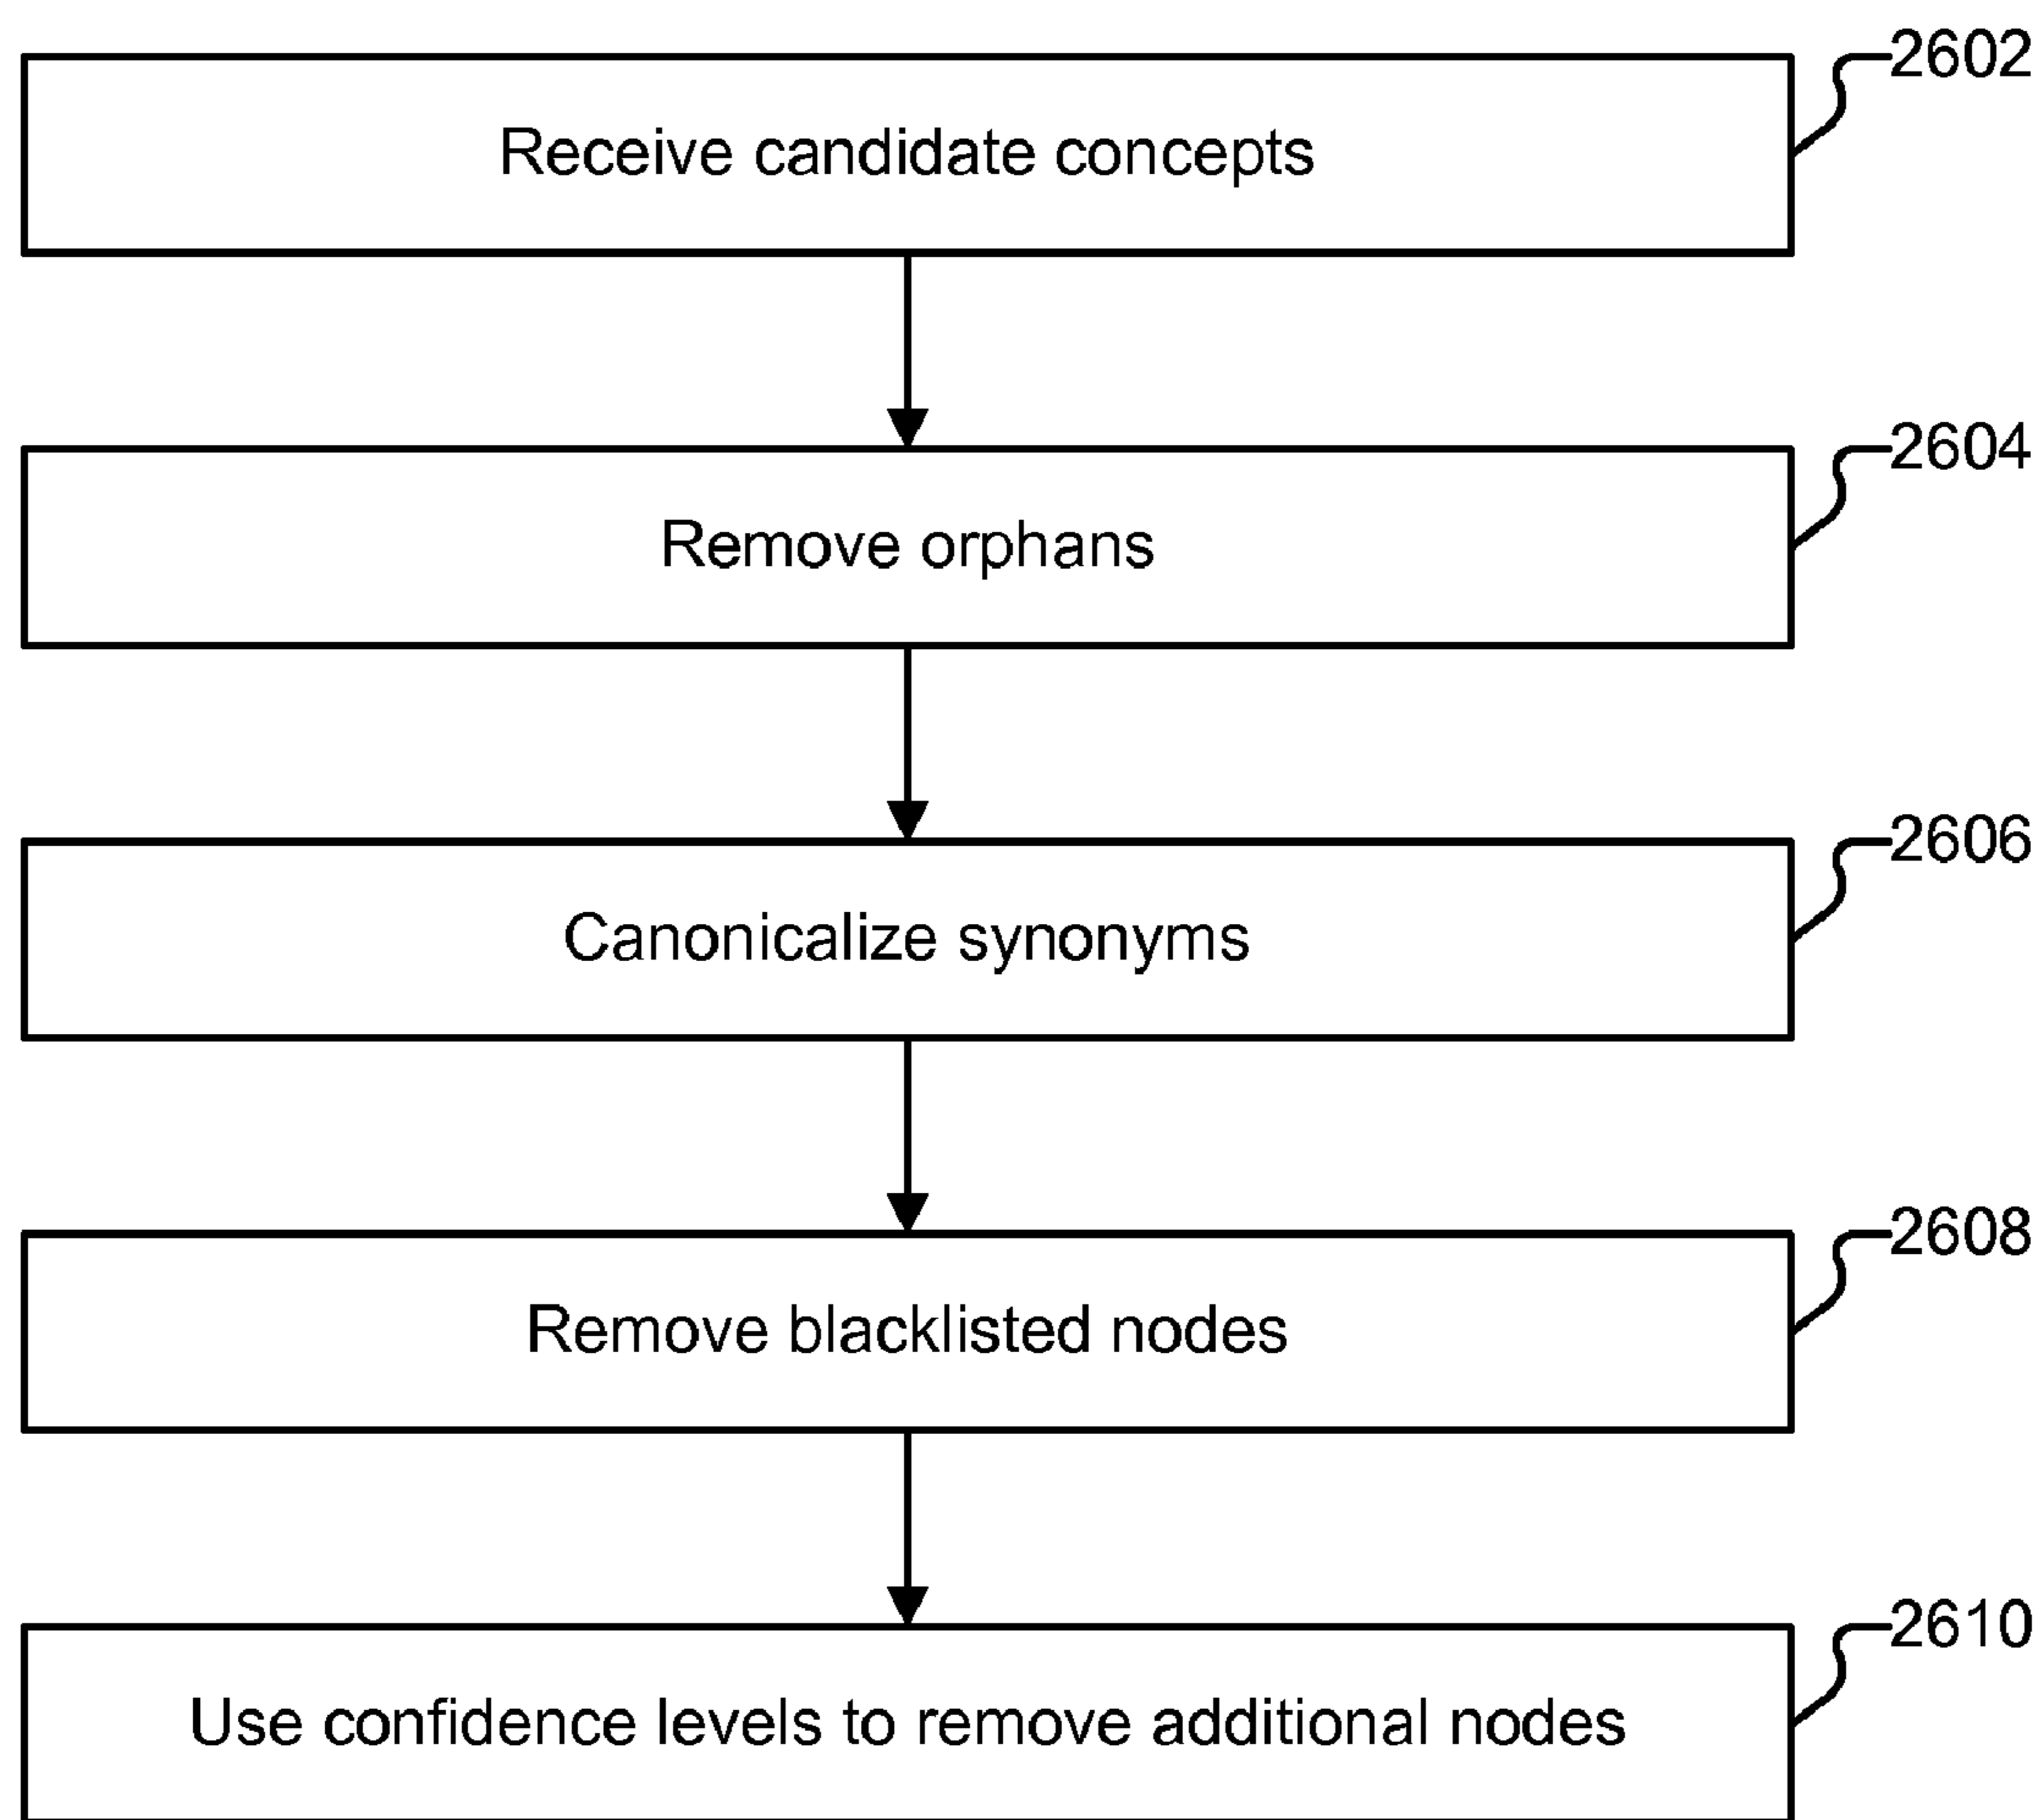 2602
Receive candidate concepts
2604
Remove orphans
2606
Canonicalize synonyms
2608
Remove blacklisted nodes
2610
Use confidence levels to remove additional nodes